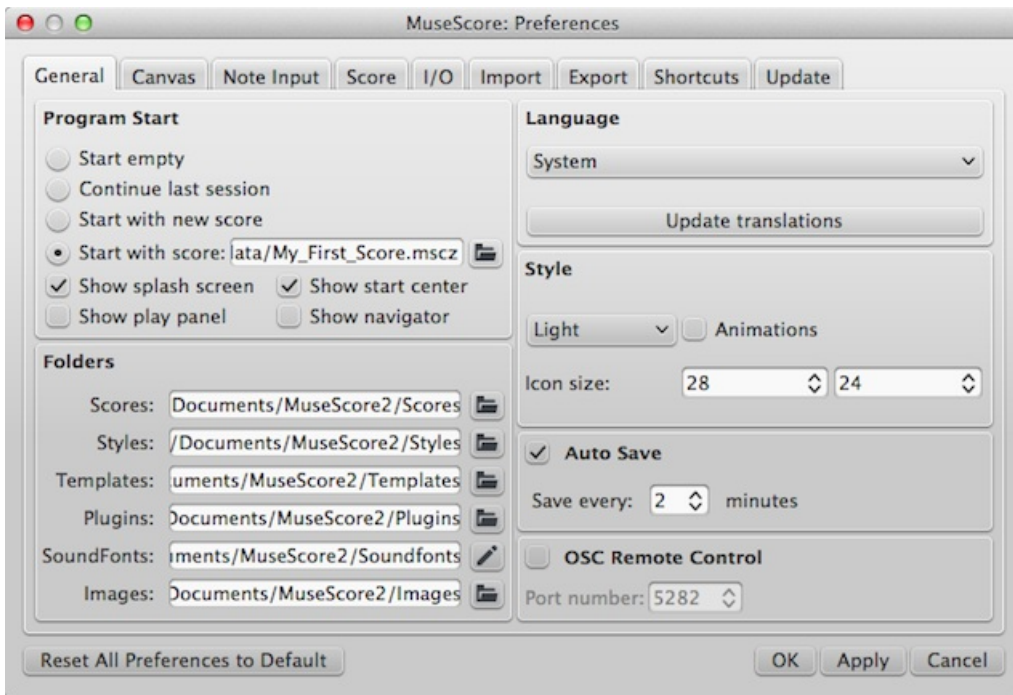 MuseScore: Preferences
General Canvas Note Input Score I/O Import Export Shortcuts Update
Program Start
Start empty
Continue last session
Start with new score
Start with score: lata/My_First_Score.mscz
Show splash screen Show start center
Show play panel Show navigator
Folders
Scores: Documents/MuseScore2/Scores
Styles: /Documents/MuseScore2/Styles
Templates: uments/MuseScore2/Templates
Plugins: Documents/MuseScore2/Plugins
SoundFonts: uments/MuseScore2/Soundfonts
Images: Documents/MuseScore2/Images
Language
System
Update translations
Style
Light Animations
Icon size: 28 24
Auto Save
Save every: 2 minutes
OSC Remote Control
Port number: 5282
Reset All Preferences to Default OK Apply Cancel